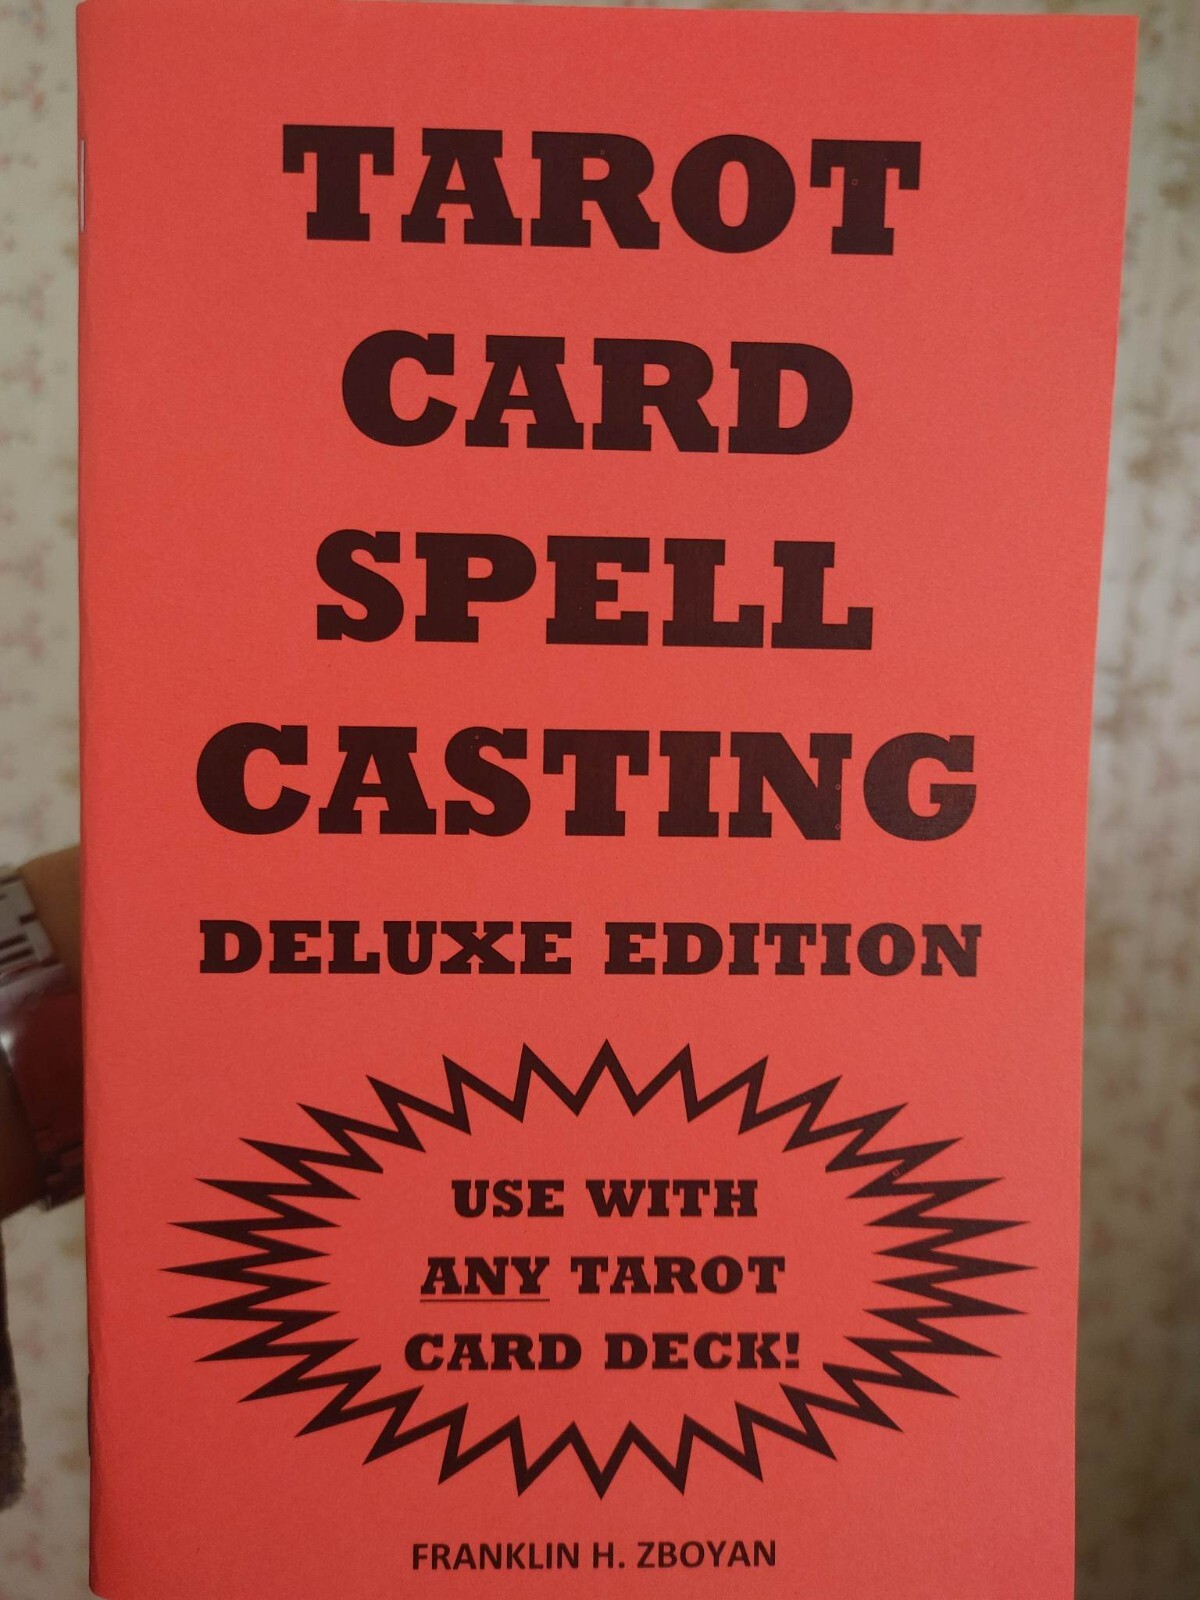 TAROT
CARD
SPELL
CASTING
DELUXE EDITION
USE WITH
ANY TAROT
CARD DECK!
FRANKLIN H. ZBOYAN